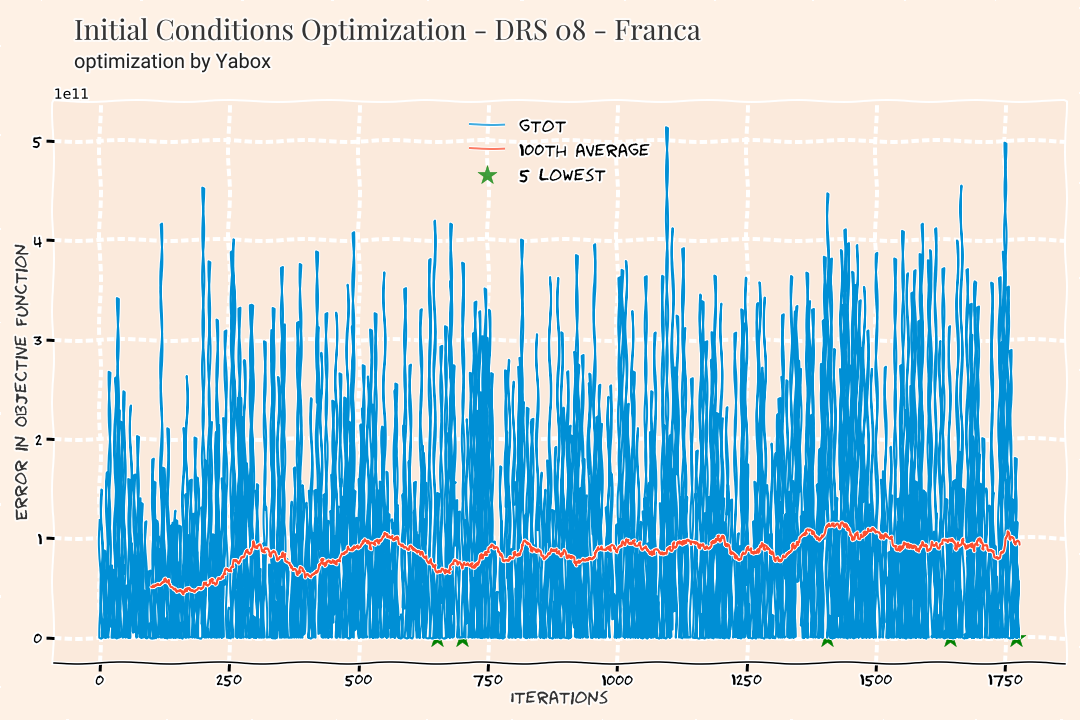 Initial Conditions Optimization - DRS 08 - Franca
optimization by Yabox
1e11
GTOT
100TH AVERAGE
5 LOWEST
5
4
3
2
1
0
ERROR IN OBJECTIVE FUNCTION
0 250 500 750 1000 1250 1500 1750
ITERATIONS